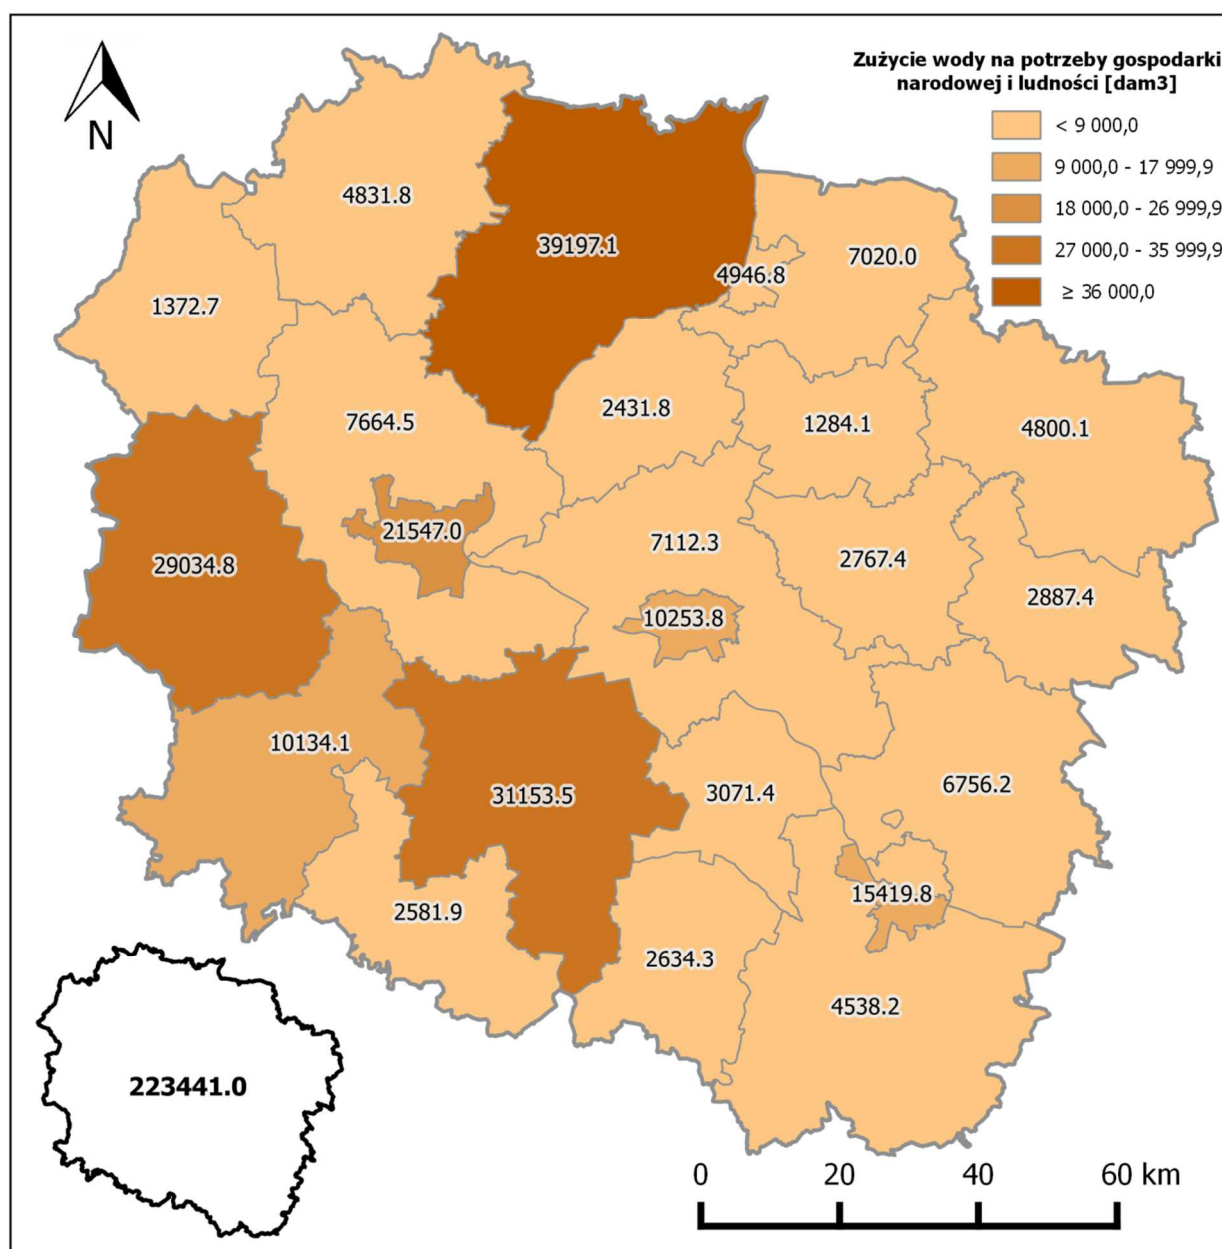 Zużycie wody na potrzeby gospodarki
narodowej i ludności [dam3]
< 9 000,0
9 000,0 - 17 999,9
18 000,0 - 26 999,9
27 000,0 - 35 999,9
≥ 36 000,0
N
4831.8
39197.1
7020.0
4946.8
1372.7
2431.8
7664.5
1284.1
4800.1
21547.0
7112.3
2767.4
29034.8
2887.4
10253.8
10134.1
31153.5
3071.4
6756.2
15419.8
2581.9
2634.3
4538.2
223441.0
0 20 40 60 km